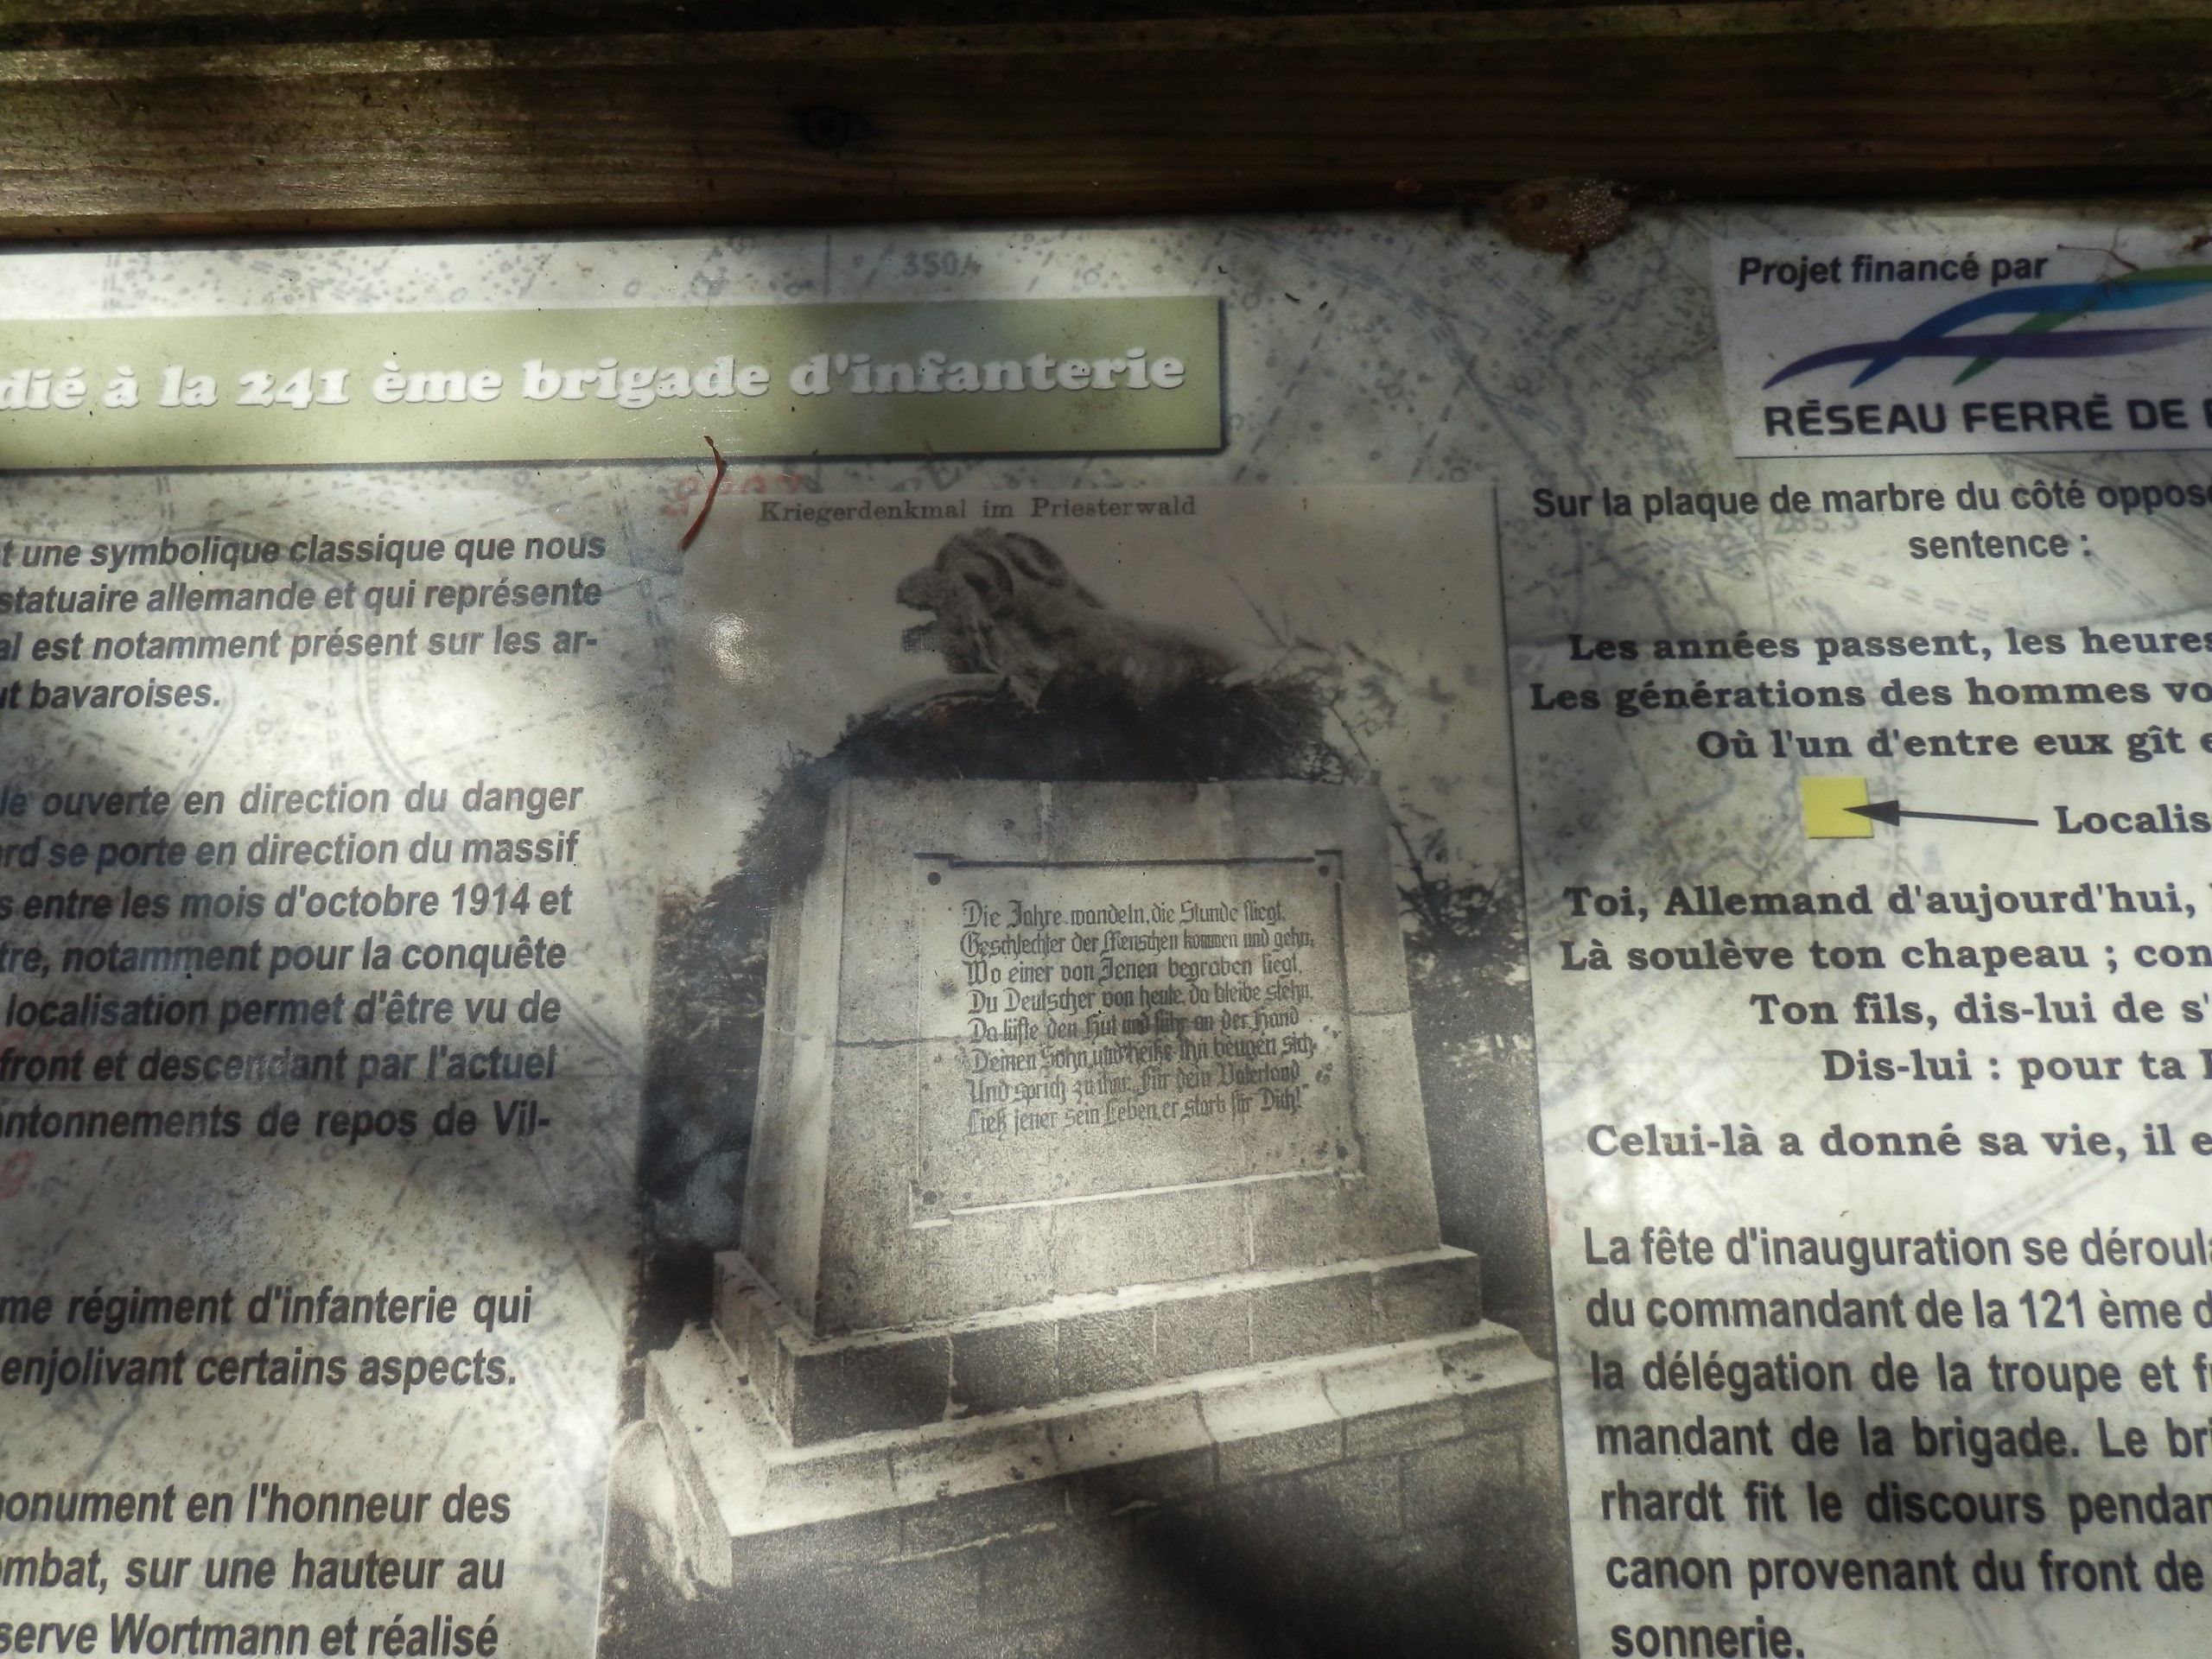 350
Projet financé par
RÉSEAU FERRÉ DE
dié à la 241 ème brigade d'infanterie
t une symbolique classique que nous
statuaire allemande et qui représente
al est notamment présent sur les ar-
ut bavaroises.
le ouverte en direction du danger
rd se porte en direction du massif
s entre les mois d'octobre 1914 et
tre, notamment pour la conquête
localisation permet d'être vu de
front et descendant par l'actuel
antonnements de repos de Vil-
me régiment d'infanterie qui
enjolivant certains aspects.
monument en l'honneur des
mbat, sur une hauteur au
serve Wortmann et réalisé
Kriegerdenkmal im Priesterwald
Die Jahre wandeln, die Stunde fliegt,
Geschlechter der Menschen kommen und gehn;
Wo einer von Jenen begraben liegt,
Du Deutscher von heute, da bleibe stehn.
Da lüfte den Hut und führ an der Hand
Deinen Sohn, und heiße ihn beugen sich
Und sprich zu ihm: „Für dein Vaterland
Ließ jener sein Leben, er starb für Dich!"
Sur la plaque de marbre du côté opposé
sentence :
Les années passent, les heures
Les générations des hommes vo
Où l'un d'entre eux gît e
Localis
Toi, Allemand d'aujourd'hui,
Là soulève ton chapeau ; con
Ton fils, dis-lui de s'
Dis-lui : pour ta
Celui-là a donné sa vie, il e
La fête d'inauguration se déroul
du commandant de la 121 ème d
la délégation de la troupe et f
mandant de la brigade. Le br
rhardt fit le discours pendan
canon provenant du front de
sonnerie.